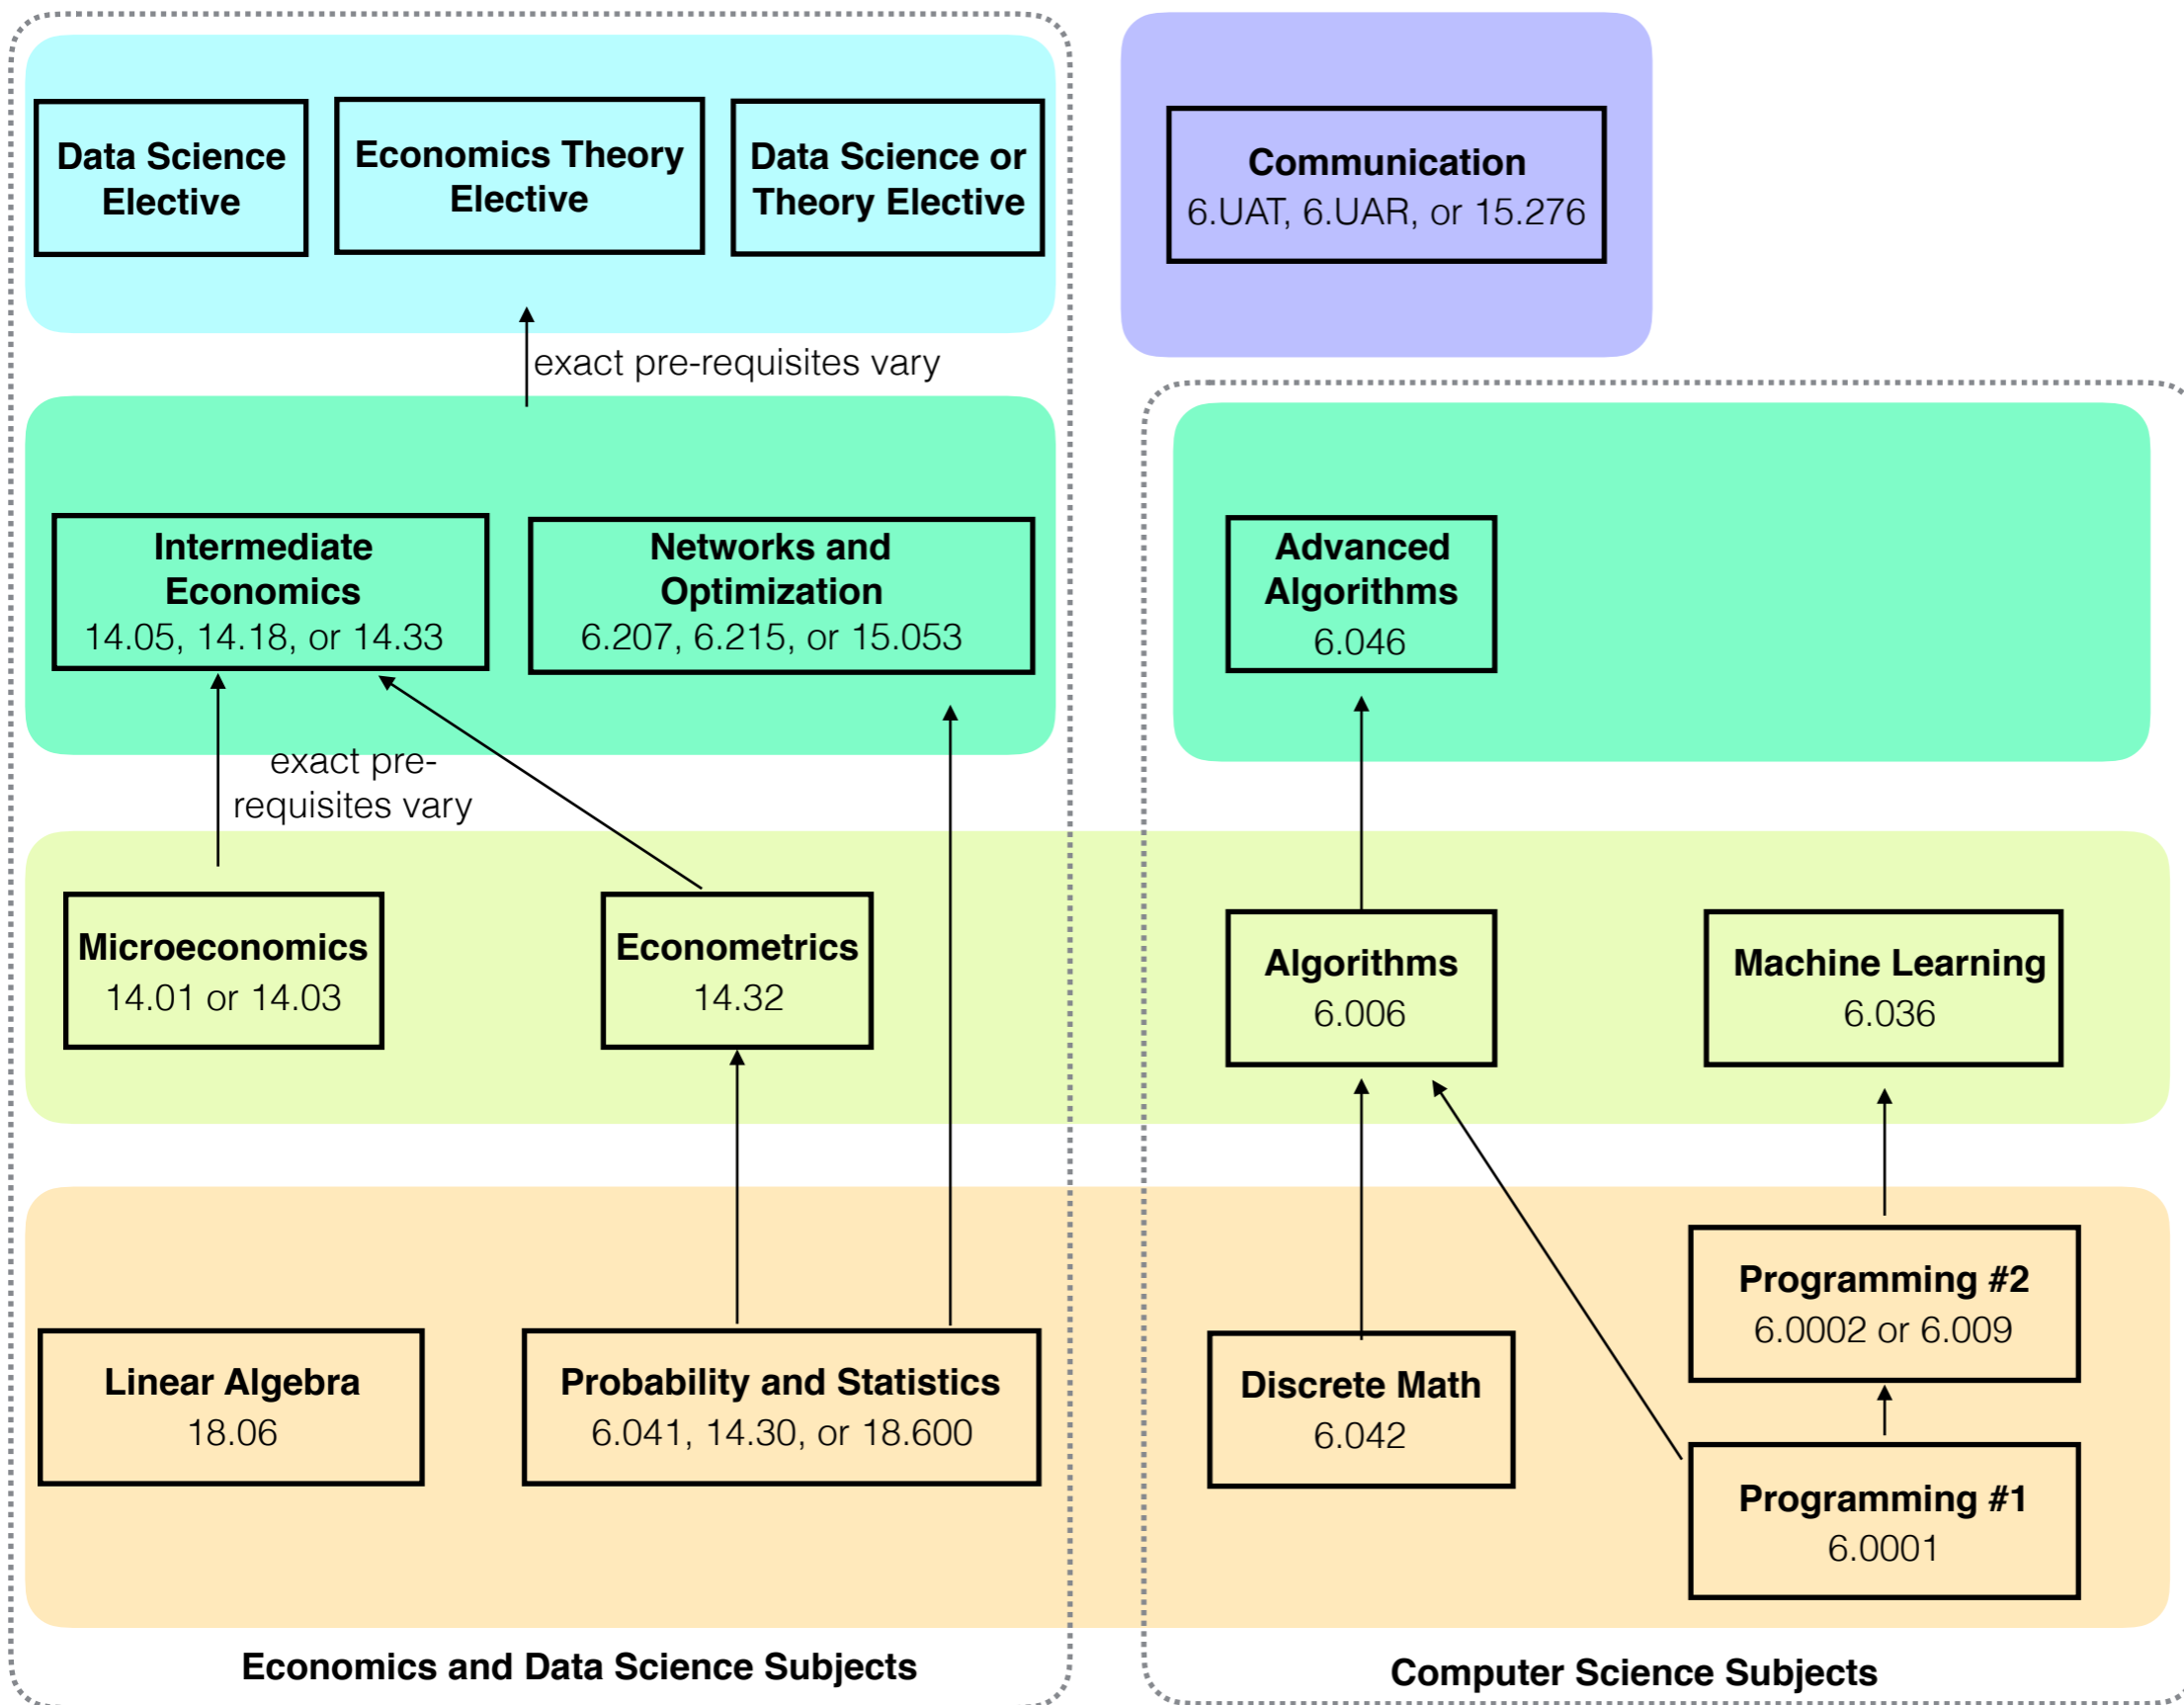 Data Science
Elective
Economics Theory
Elective
Data Science or
Theory Elective
Communication
6.UAT, 6.UAR, or 15.276
exact pre-requisites vary
Intermediate
Economics
14.05, 14.18, or 14.33
Networks and
Optimization
6.207, 6.215, or 15.053
Advanced
Algorithms
6.046
exact pre-
requisites vary
Microeconomics
14.01 or 14.03
Econometrics
14.32
Algorithms
6.006
Machine Learning
6.036
Linear Algebra
18.06
Probability and Statistics
6.041, 14.30, or 18.600
Discrete Math
6.042
Programming #2
6.0002 or 6.009
Programming #1
6.0001
Economics and Data Science Subjects
Computer Science Subjects